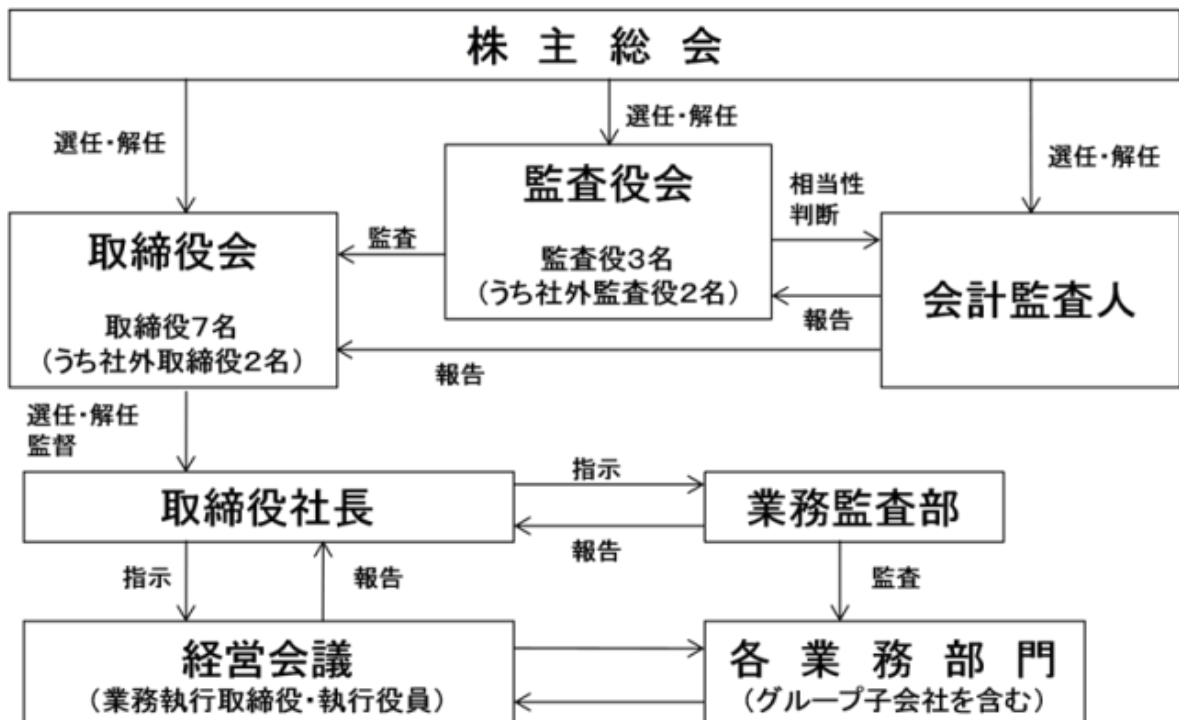 株主総会
選任・解任
選任・解任
選任・解任
監査役会
監査役3名
(うち社外監査役2名)
相当性
判断
取締役会
取締役7名
(うち社外取締役2名)
監査
会計監査人
報告
報告
選任・解任
監督
取締役社長
指示
業務監査部
報告
指示
報告
監査
経営会議
(業務執行取締役・執行役員)
各業務部門
(グループ子会社を含む)